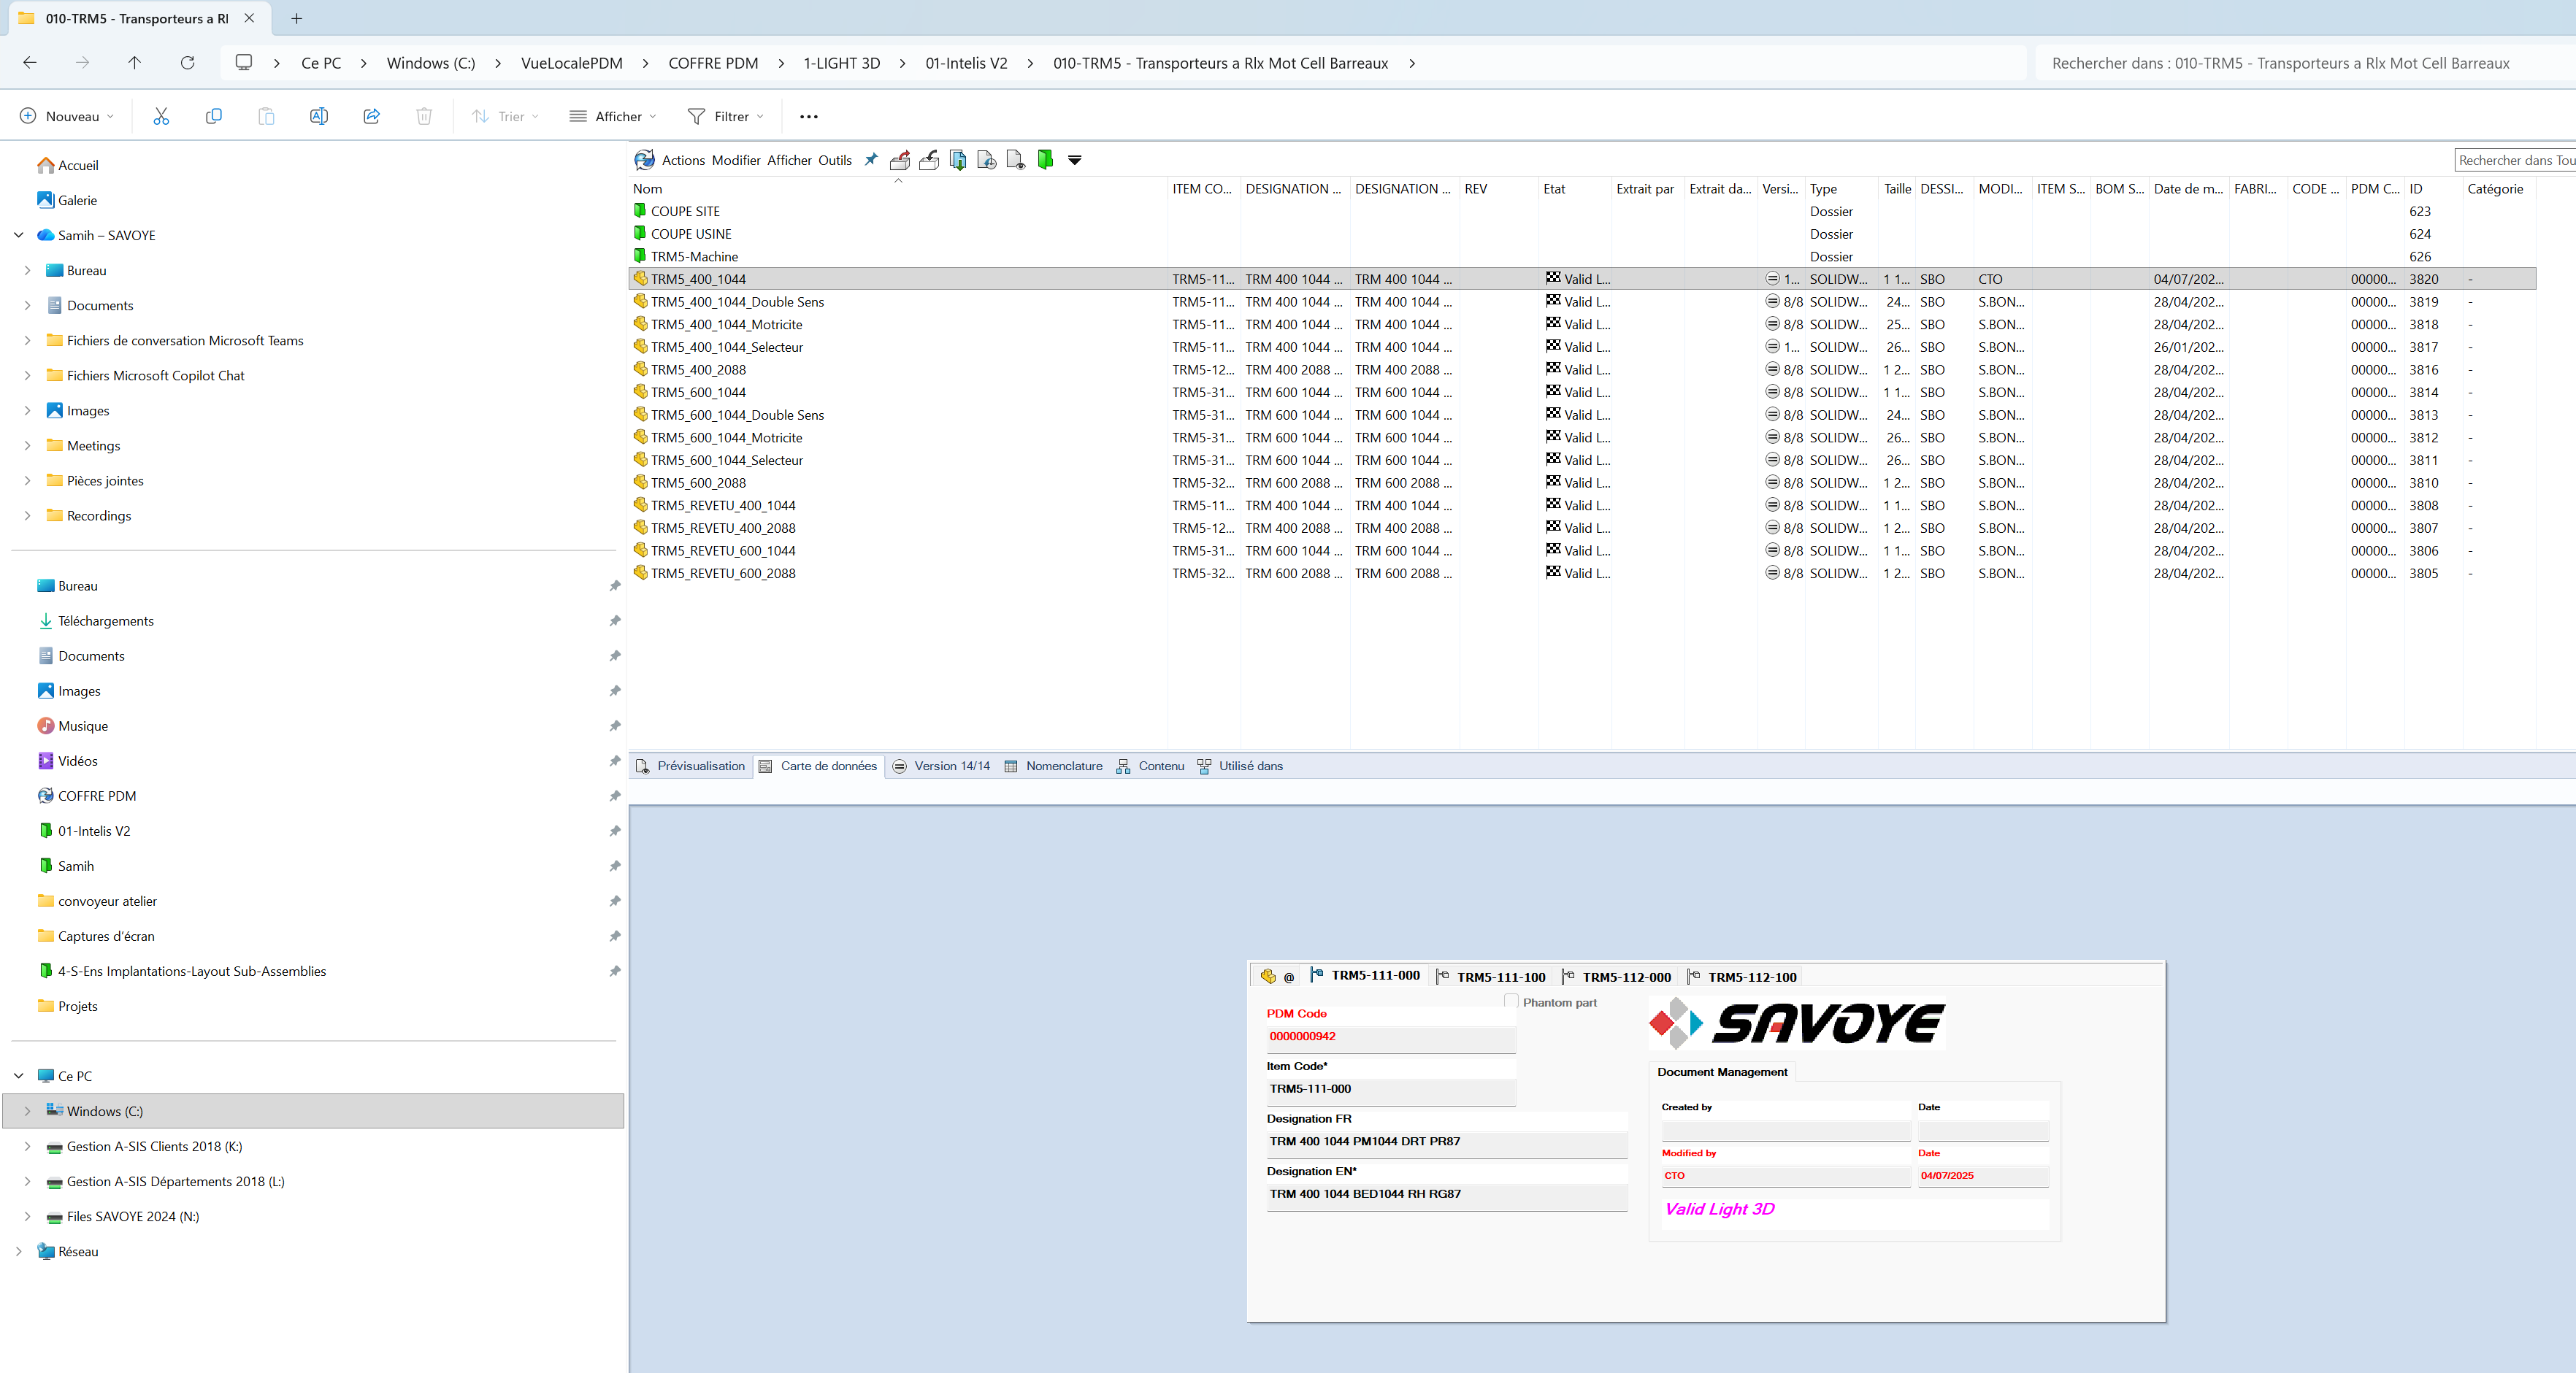 010-TRM5 - Transporteurs a Rl
Ce PC > Windows (C:) > VueLocalePDM > COFFRE PDM > 1-LIGHT 3D > 01-Intelis V2 > 010-TRM5 - Transporteurs a Rlx Mot Cell Barreaux >
Rechercher dans : 010-TRM5 - Transporteurs a Rlx Mot Cell Barreaux
Nouveau Trier Afficher Filtrer
Accueil
Galerie
Samih – SAVOYE
Bureau
Documents
Fichiers de conversation Microsoft Teams
Fichiers Microsoft Copilot Chat
Images
Meetings
Pièces jointes
Recordings
Bureau
Téléchargements
Documents
Images
Musique
Vidéos
COFFRE PDM
01-Intelis V2
Samih
convoyeur atelier
Captures d'écran
4-S-Ens Implantations-Layout Sub-Assemblies
Projets
Ce PC
Windows (C:)
Gestion A-SIS Clients 2018 (K:)
Gestion A-SIS Départements 2018 (L:)
Files SAVOYE 2024 (N:)
Réseau
Actions Modifier Afficher Outils
Rechercher dans Tou
Nom ITEM CO... DESIGNATION ... DESIGNATION ... REV Etat Extrait par Extrait da... Versi... Type Taille DESSI... MODI... ITEM S... BOM S... Date de m... FABRI... CODE ... PDM C... ID Catégorie
COUPE SITE Dossier 623
COUPE USINE Dossier 624
TRM5-Machine Dossier 626
TRM5_400_1044 TRM5-11... TRM 400 1044 ... TRM 400 1044 ... Valid L... 1... SOLIDW... 1 1... SBO CTO 04/07/202... 00000... 3820 -
TRM5_400_1044_Double Sens TRM5-11... TRM 400 1044 ... TRM 400 1044 ... Valid L... 8/8 SOLIDW... 24... SBO S.BON... 28/04/202... 00000... 3819 -
TRM5_400_1044_Motricite TRM5-11... TRM 400 1044 ... TRM 400 1044 ... Valid L... 8/8 SOLIDW... 25... SBO S.BON... 28/04/202... 00000... 3818 -
TRM5_400_1044_Selecteur TRM5-11... TRM 400 1044 ... TRM 400 1044 ... Valid L... 1... SOLIDW... 26... SBO S.BON... 26/01/202... 00000... 3817 -
TRM5_400_2088 TRM5-12... TRM 400 2088 ... TRM 400 2088 ... Valid L... 8/8 SOLIDW... 1 2... SBO S.BON... 28/04/202... 00000... 3816 -
TRM5_600_1044 TRM5-31... TRM 600 1044 ... TRM 600 1044 ... Valid L... 8/8 SOLIDW... 1 1... SBO S.BON... 28/04/202... 00000... 3814 -
TRM5_600_1044_Double Sens TRM5-31... TRM 600 1044 ... TRM 600 1044 ... Valid L... 8/8 SOLIDW... 24... SBO S.BON... 28/04/202... 00000... 3813 -
TRM5_600_1044_Motricite TRM5-31... TRM 600 1044 ... TRM 600 1044 ... Valid L... 8/8 SOLIDW... 26... SBO S.BON... 28/04/202... 00000... 3812 -
TRM5_600_1044_Selecteur TRM5-31... TRM 600 1044 ... TRM 600 1044 ... Valid L... 8/8 SOLIDW... 26... SBO S.BON... 28/04/202... 00000... 3811 -
TRM5_600_2088 TRM5-32... TRM 600 2088 ... TRM 600 2088 ... Valid L... 8/8 SOLIDW... 1 2... SBO S.BON... 28/04/202... 00000... 3810 -
TRM5_REVETU_400_1044 TRM5-11... TRM 400 1044 ... TRM 400 1044 ... Valid L... 8/8 SOLIDW... 1 1... SBO S.BON... 28/04/202... 00000... 3808 -
TRM5_REVETU_400_2088 TRM5-12... TRM 400 2088 ... TRM 400 2088 ... Valid L... 8/8 SOLIDW... 1 2... SBO S.BON... 28/04/202... 00000... 3807 -
TRM5_REVETU_600_1044 TRM5-31... TRM 600 1044 ... TRM 600 1044 ... Valid L... 8/8 SOLIDW... 1 1... SBO S.BON... 28/04/202... 00000... 3806 -
TRM5_REVETU_600_2088 TRM5-32... TRM 600 2088 ... TRM 600 2088 ... Valid L... 8/8 SOLIDW... 1 2... SBO S.BON... 28/04/202... 00000... 3805 -
Prévisualisation Carte de données Version 14/14 Nomenclature Contenu Utilisé dans
@ TRM5-111-000 TRM5-111-100 TRM5-112-000 TRM5-112-100
Phantom part
PDM Code
0000000942
Item Code*
TRM5-111-000
Designation FR
TRM 400 1044 PM1044 DRT PR87
Designation EN*
TRM 400 1044 BED1044 RH RG87
SAVOYE
Document Management
Created by Date
Modified by Date
CTO 04/07/2025
Valid Light 3D